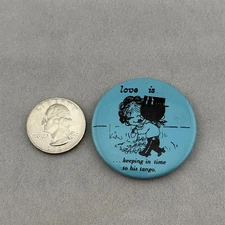 love is
...keeping in time
to his tango.